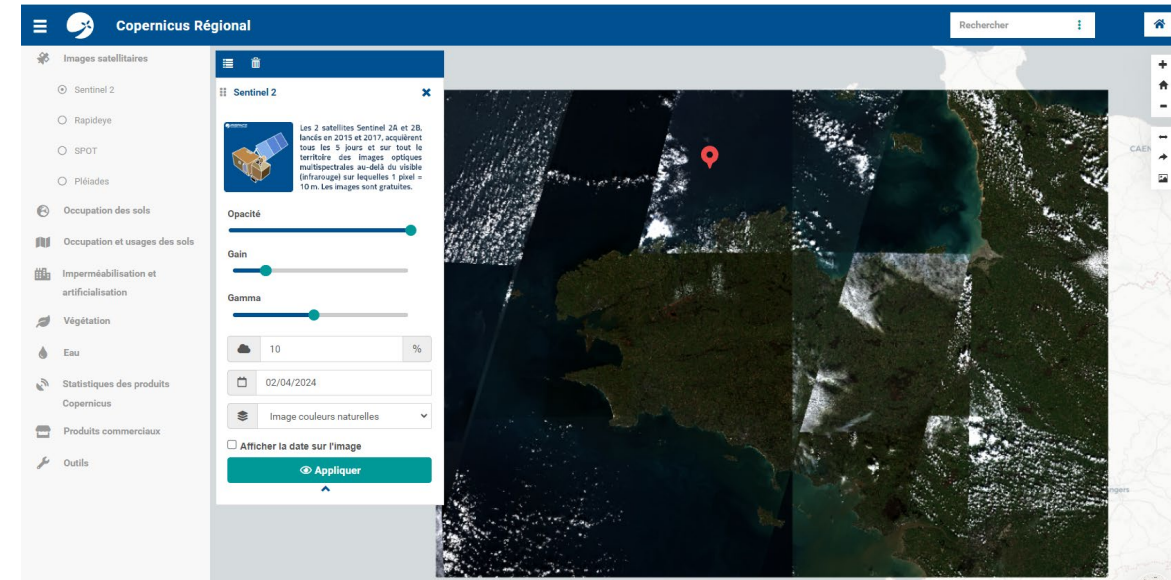 Copernicus Régional
Rechercher
Images satellitaires
Sentinel 2
Rapideye
SPOT
Pléiades
Occupation des sols
Occupation et usages des sols
Imperméabilisation et
artificialisation
Végétation
Eau
Statistiques des produits
Copernicus
Produits commerciaux
Outils
Sentinel 2
Les 2 satellites Sentinel 2A et 2B,
lancés en 2015 et 2017, acquièrent
tous les 5 jours et sur tout le
territoire des images optiques
multispectrales au-delà du visible
(infrarouge) sur lequelles 1 pixel =
10 m. Les images sont gratuites.
Opacité
Gain
Gamma
10 %
02/04/2024
Image couleurs naturelles
Afficher la date sur l'image
Appliquer
CAEN